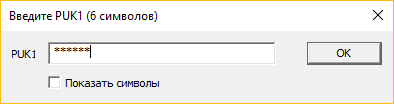 Введите PUK1 (6 символов)
PUK1 ****** OK
Показать символы